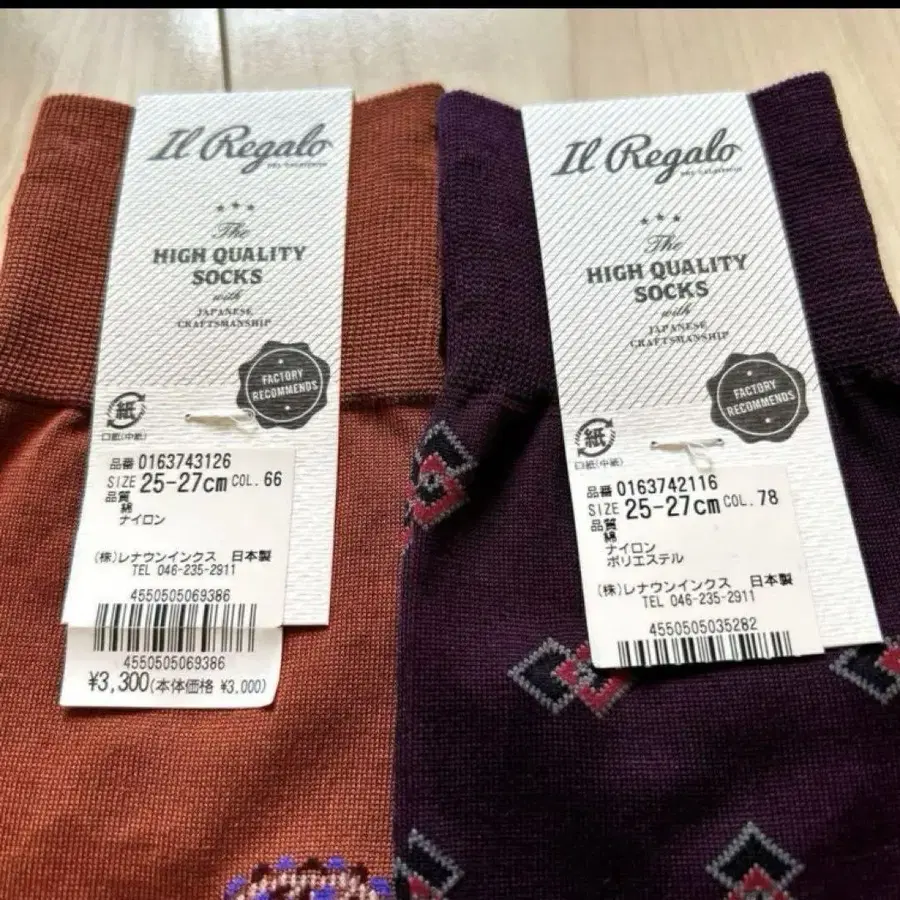 Il Regalo
★ ★ ★
The
HIGH QUALITY
SOCKS
with
JAPANESE
CRAFTSMANSHIP
FACTORY
RECOMMENDS
紙
口紙(中紙)
品番 0163743126
SIZE 25-27cm COL. 66
品質
綿
ナイロン
(株)レナウンインクス 日本製
TEL 046-235-2911
4550505069386
4550505069386
¥3,300(本体価格 ¥3,000)
Il Regalo
★ ★ ★
The
HIGH QUALITY
SOCKS
with
JAPANESE
CRAFTSMANSHIP
FACTORY
RECOMMENDS
紙
口紙(中紙)
品番 0163742116
SIZE 25-27cm COL. 78
品質
綿
ナイロン
ポリエステル
(株)レナウンインクス 日本製
TEL 046-235-2911
4550505035282